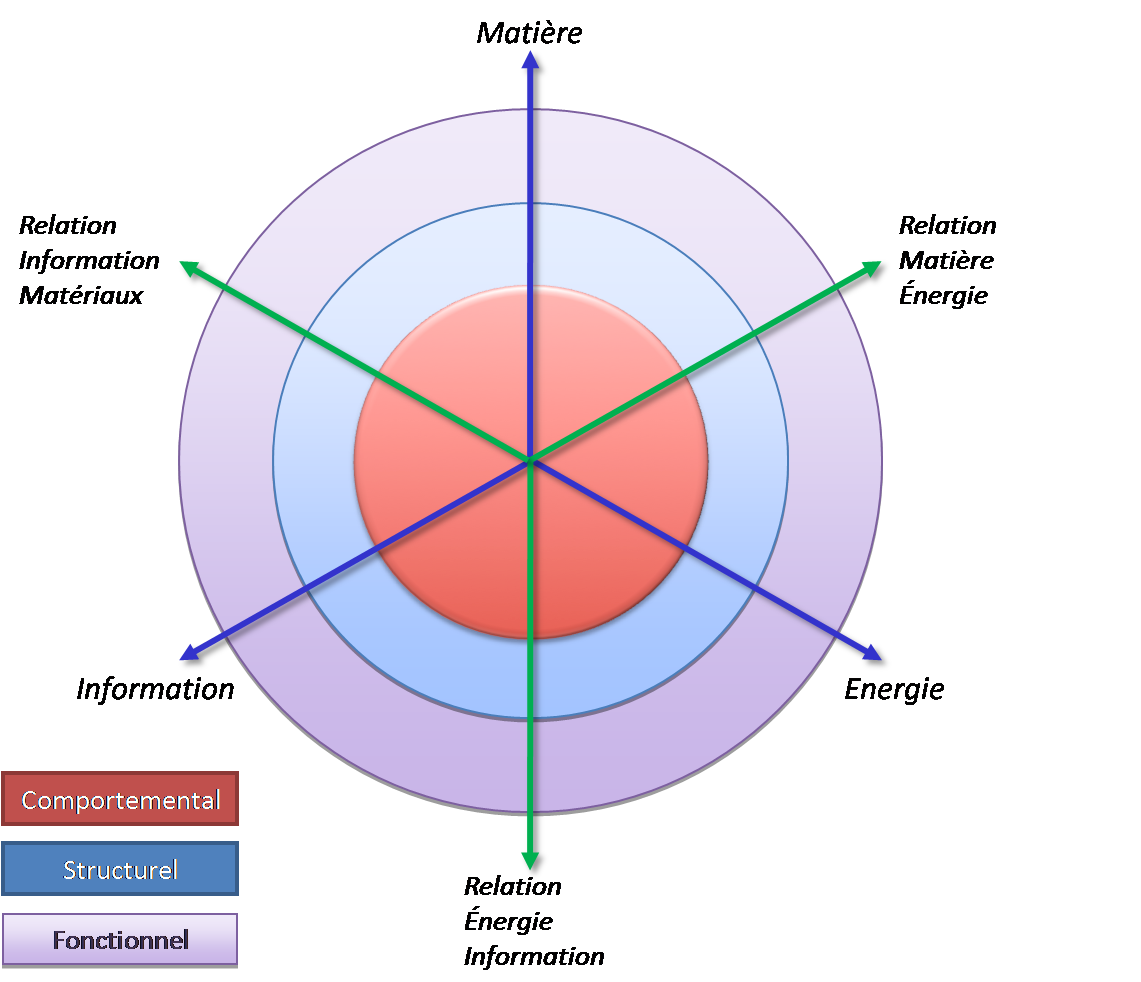 Matière
Relation
Information
Matériaux
Relation
Matière
Énergie
Information
Energie
Comportemental
Structurel
Fonctionnel
Relation
Énergie
Information